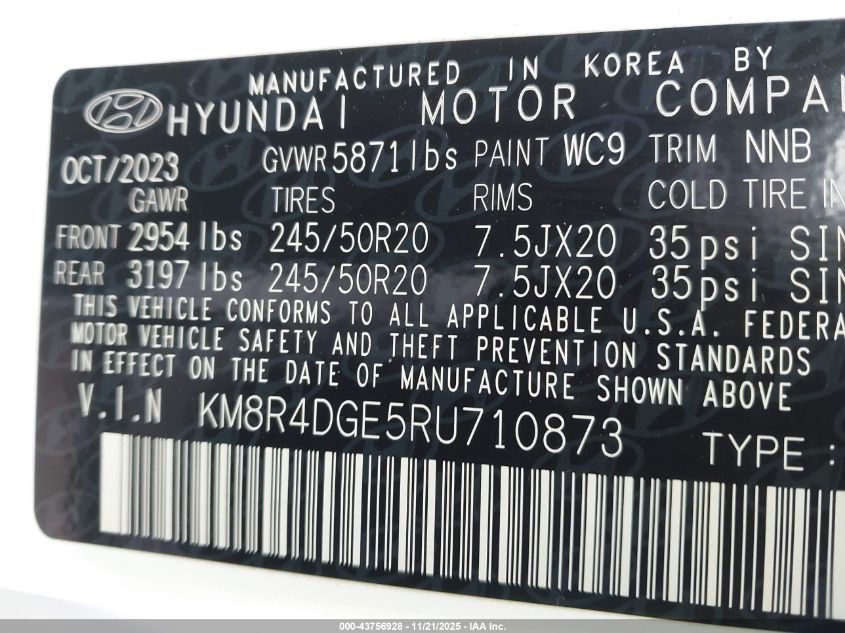 MANUFACTURED IN KOREA BY
HYUNDAI MOTOR
OCT/2023 GVWR 5871 lbs PAINT WC9 TRIM NNB
GAWR TIRES RIMS COLD TIRE
FRONT 2954 lbs 245/50R20 7.5JX20 35psi
REAR 3197 lbs 245/50R20 7.5JX20 35psi
THIS VEHICLE CONFORMS TO ALL APPLICABLE U.S.A.
MOTOR VEHICLE SAFETY AND THEFT PREVENTION STANDARDS
IN EFFECT ON THE DATE OF MANUFACTURE SHOWN ABOVE
V.I.N KM8R4DGE5RU710873
TYPE :
000-43756928 - 11/21/2025 - IAA Inc.